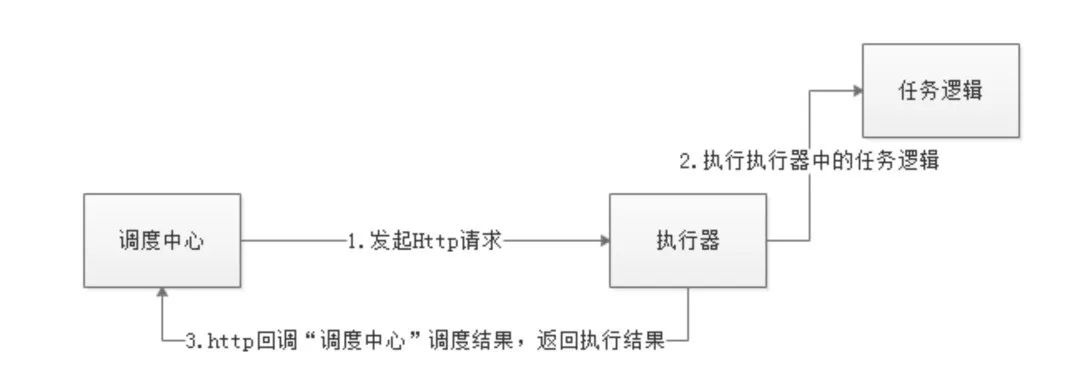 任务逻辑
2.执行执行器中的任务逻辑
调度中心
1.发起Http请求
执行器
3.http回调“调度中心”调度结果，返回执行结果